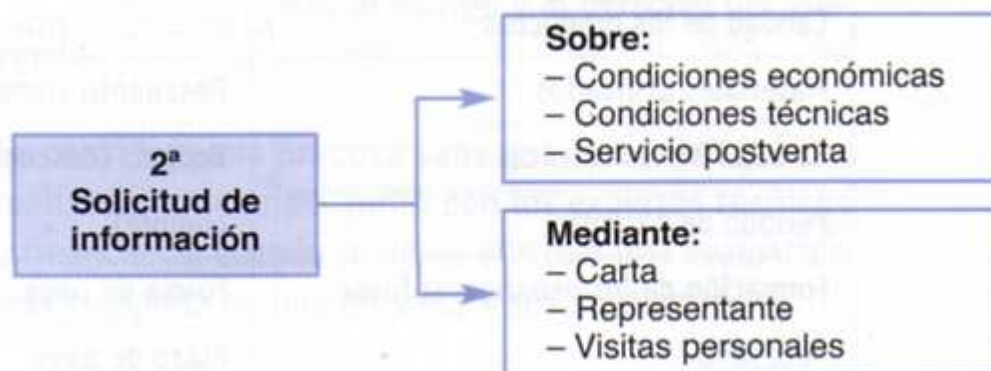 2ª
Solicitud de
información
Sobre:
– Condiciones económicas
– Condiciones técnicas
– Servicio postventa
Mediante:
– Carta
– Representante
– Visitas personales